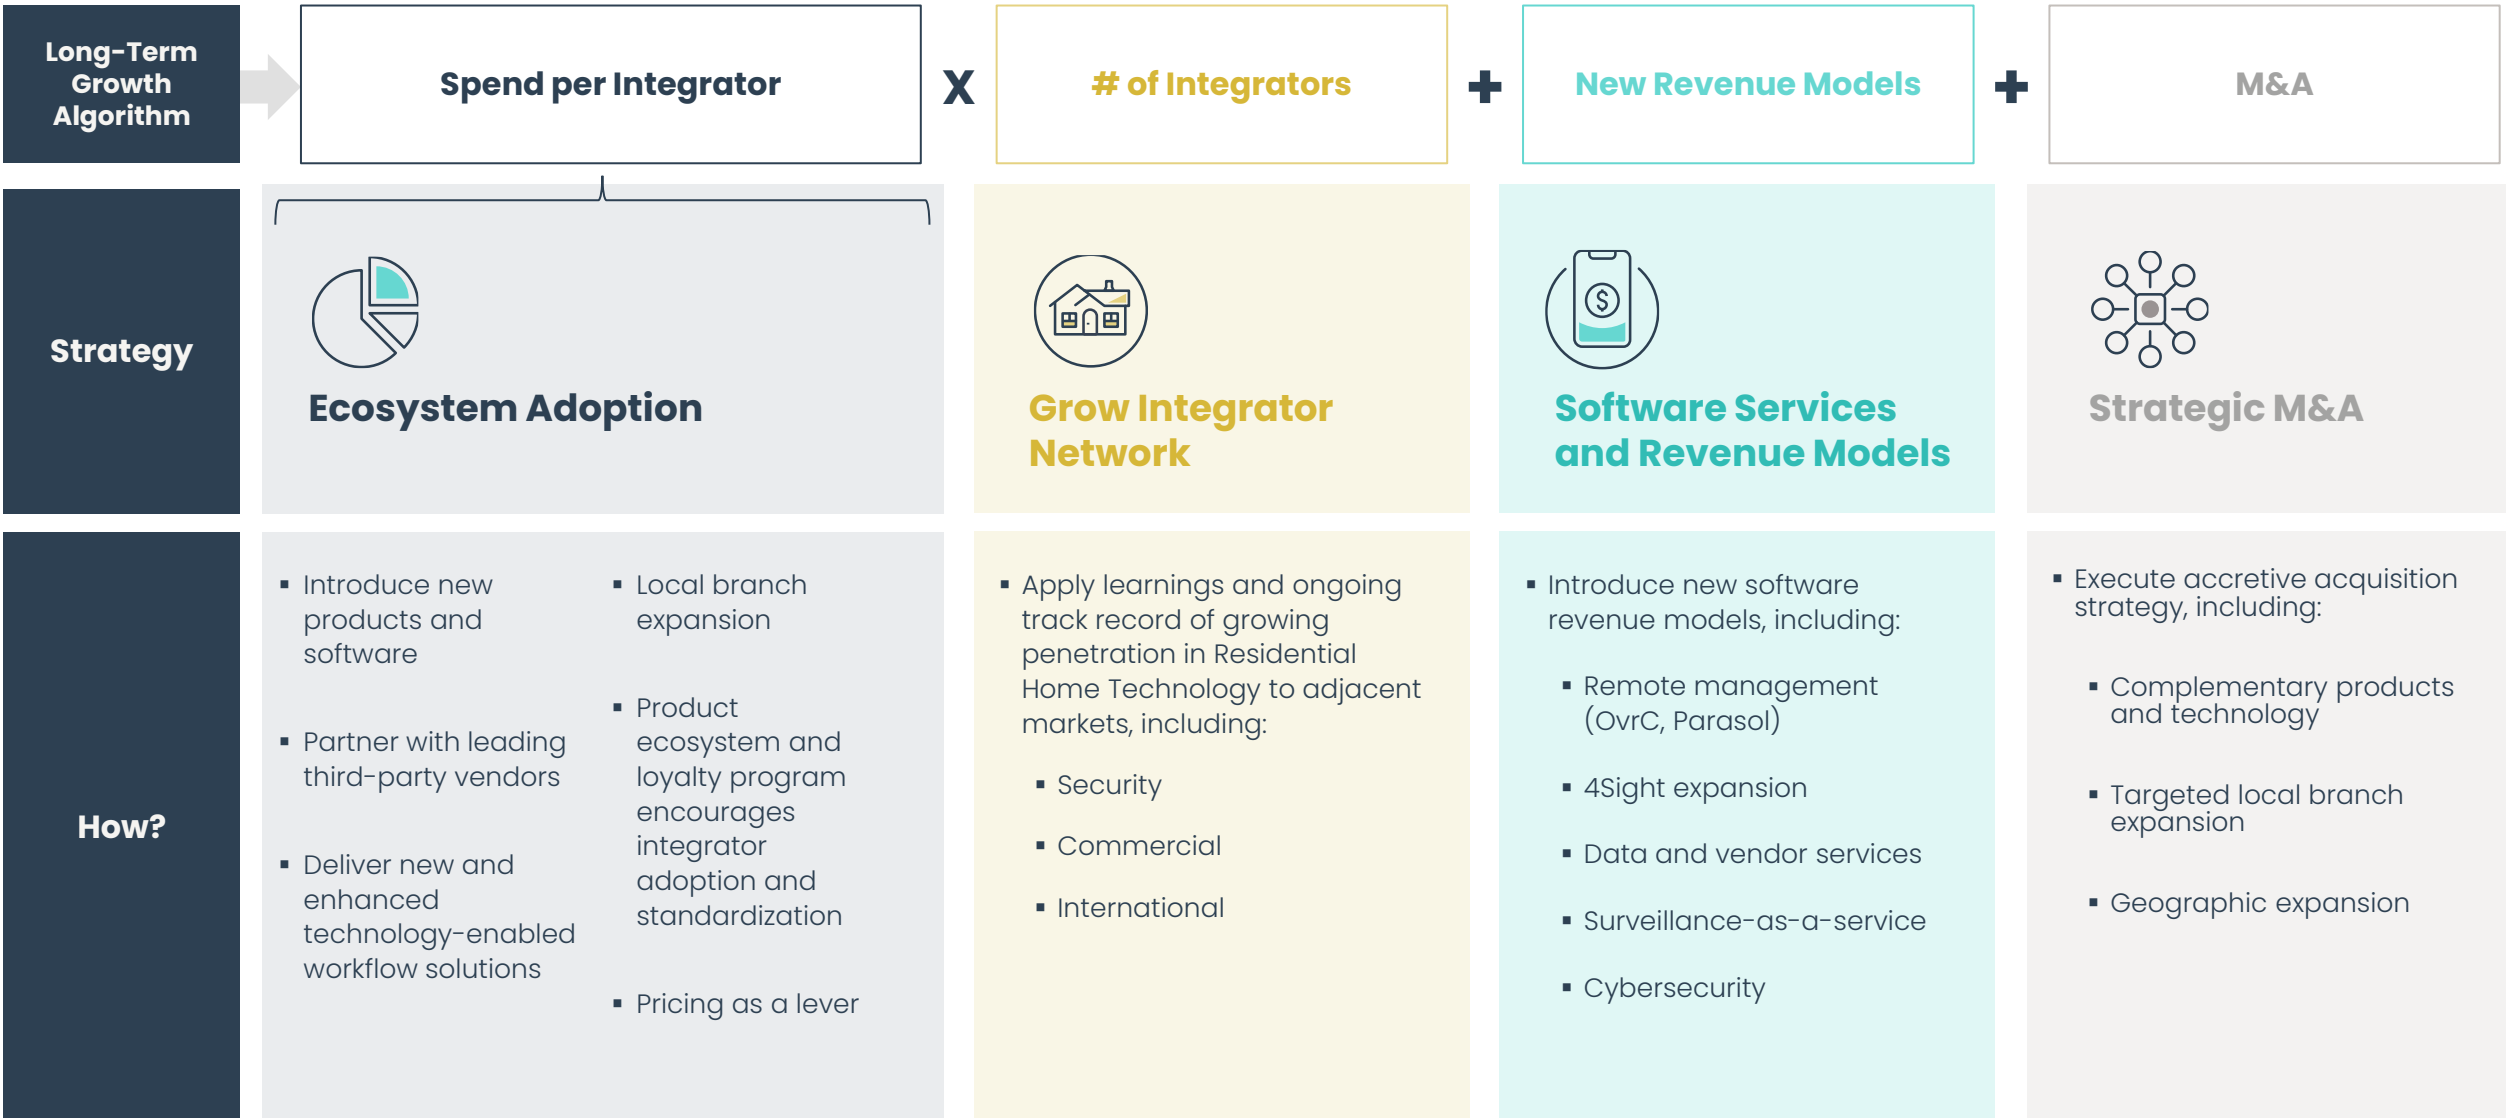 Long-Term
Growth
Algorithm
Spend per Integrator
X
# of Integrators
+
New Revenue Models
+
M&A
Strategy
Ecosystem Adoption
Grow Integrator
Network
$
Software Services
and Revenue Models
Strategic M&A
How?
▪ Introduce new
products and
software
▪ Partner with leading
third-party vendors
▪ Deliver new and
enhanced
technology-enabled
workflow solutions
▪ Local branch
expansion
▪ Product
ecosystem and
loyalty program
encourages
integrator
adoption and
standardization
▪ Pricing as a lever
▪ Apply learnings and ongoing
track record of growing
penetration in Residential
Home Technology to adjacent
markets, including:
▪ Security
▪ Commercial
▪ International
▪ Introduce new software
revenue models, including:
▪ Remote management
(OvrC, Parasol)
▪ 4Sight expansion
▪ Data and vendor services
▪ Surveillance-as-a-service
▪ Cybersecurity
▪ Execute accretive acquisition
strategy, including:
▪ Complementary products
and technology
▪ Targeted local branch
expansion
▪ Geographic expansion